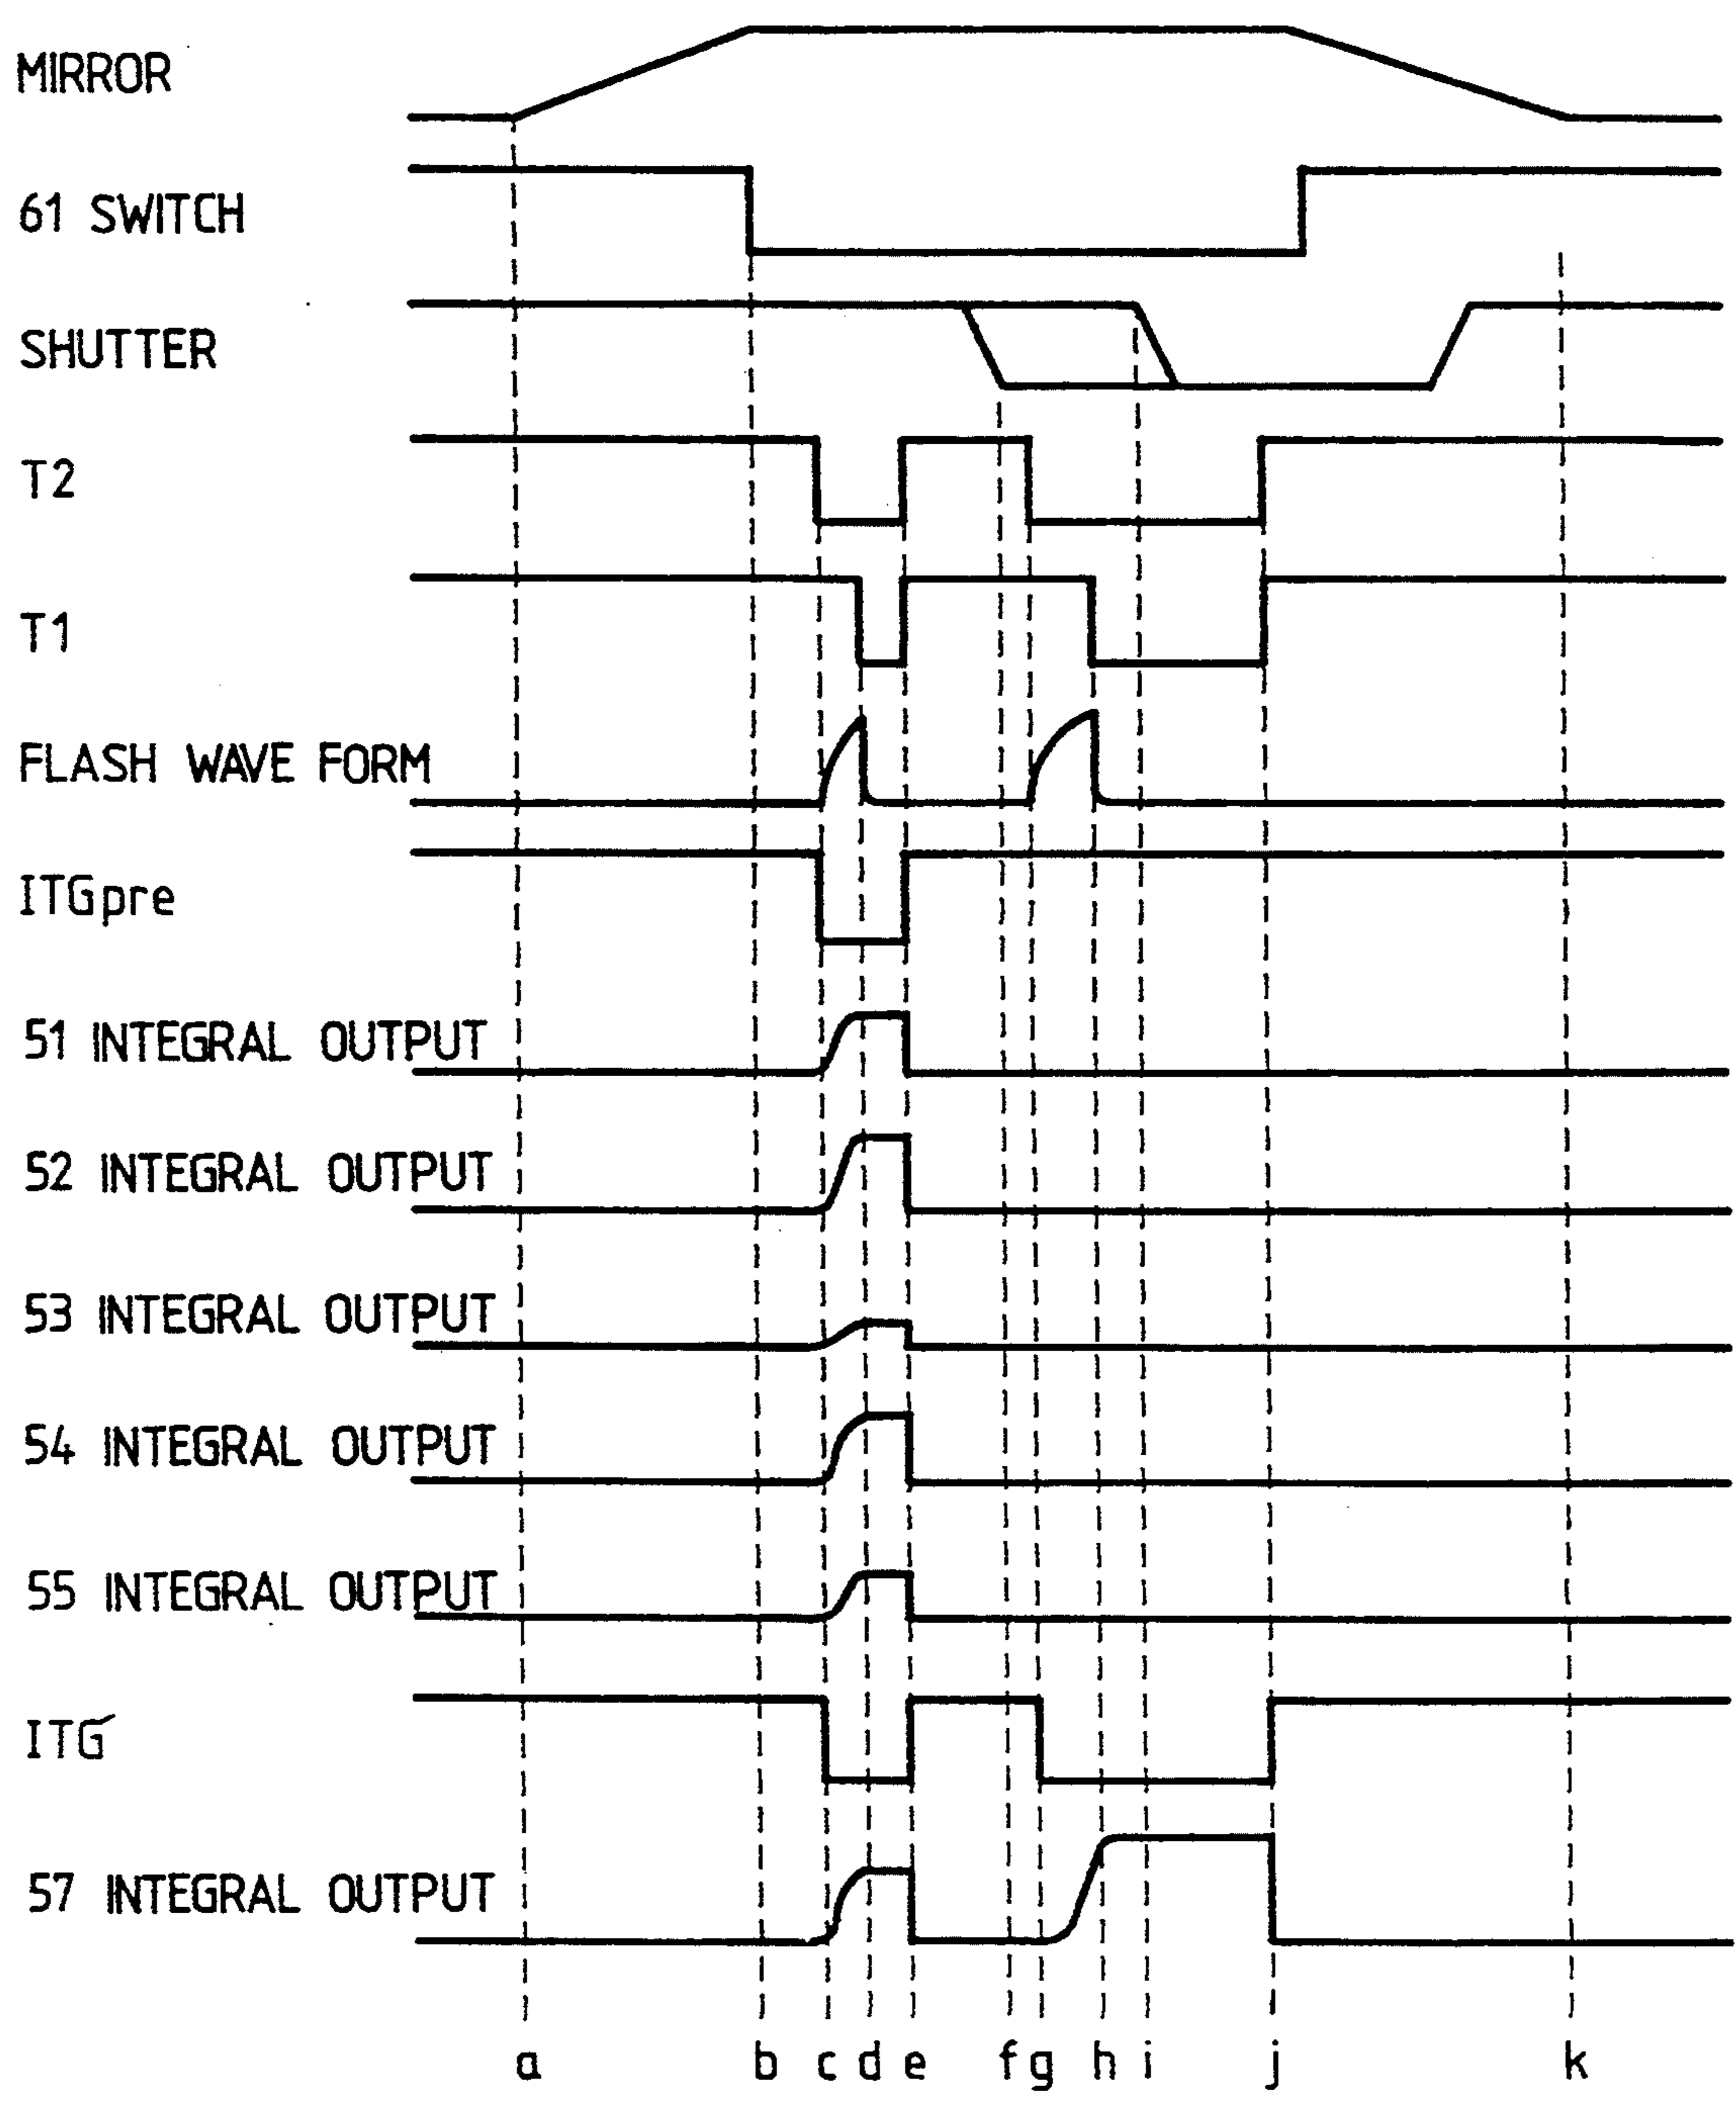 MIRROR
61 SWITCH
SHUTTER
T2
T1
FLASH WAVE FORM
ITGpre
51 INTEGRAL OUTPUT
52 INTEGRAL OUTPUT
53 INTEGRAL OUTPUT
54 INTEGRAL OUTPUT
55 INTEGRAL OUTPUT
ITG
57 INTEGRAL OUTPUT
a b c d e f g h i j k